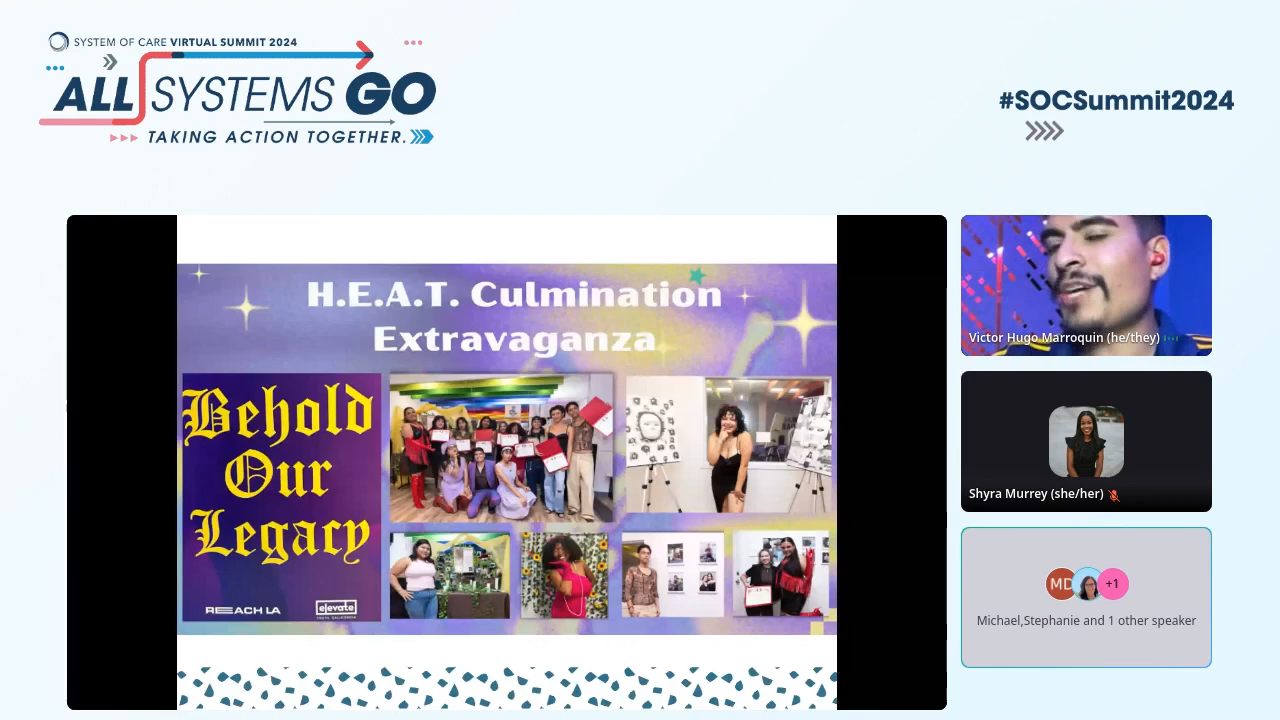 SYSTEM OF CARE VIRTUAL SUMMIT 2024
ALL SYSTEMS GO
TAKING ACTION TOGETHER.
#SOCSummit2024
H.E.A.T. Culmination
Extravaganza
Behold
Our
Legacy
REACH LA
elevate
YOUTH CALIFORNIA
Victor Hugo Marroquin (he/they)
Shyra Murrey (she/her)
MD
+1
Michael,Stephanie and 1 other speaker